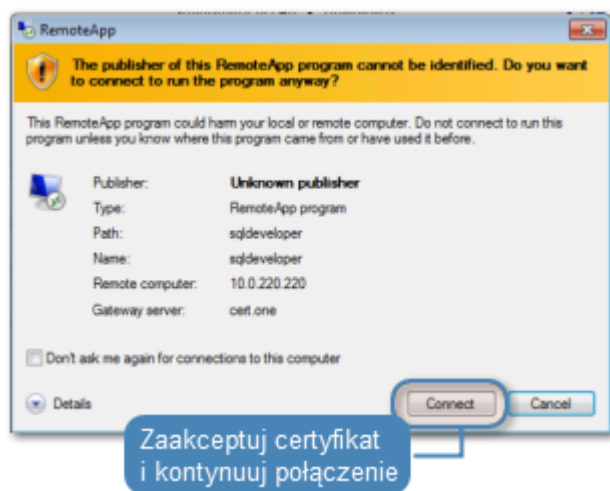 RemoteApp
The publisher of this RemoteApp program cannot be identified. Do you want
to connect to run the program anyway?
This RemoteApp program could harm your local or remote computer. Do not connect to run this
program unless you know where this program came from or have used it before.
Publisher: Unknown publisher
Type: RemoteApp program
Path: sqldeveloper
Name: sqldeveloper
Remote computer: 10.0.220.220
Gateway server: cert.one
Don't ask me again for connections to this computer
Details Connect Cancel
Zaakceptuj certyfikat
i kontynuuj połączenie